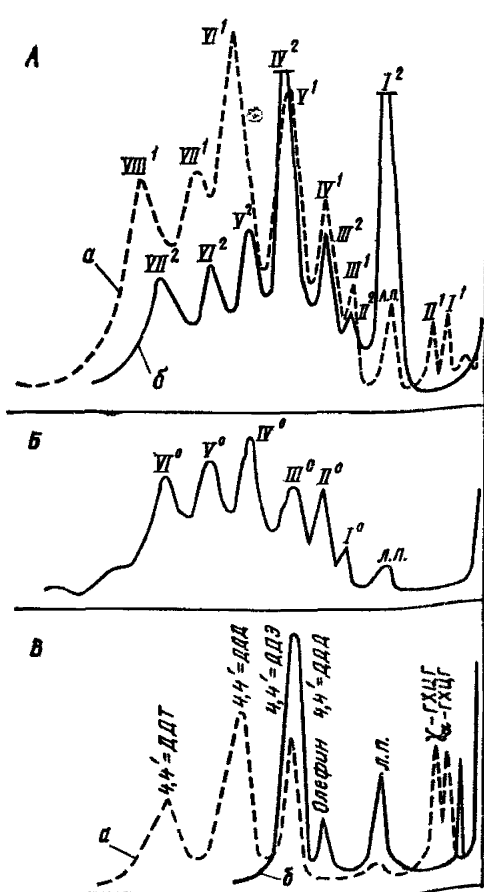 А
VI¹
IV²
V¹
I²
VIII¹
VII¹
IV¹
V²
III²
VI²
VII²
III¹
II²
л.п.
II¹
I¹
а
б
Б
VI⁰
V⁰
IV⁰
III⁰
II⁰
I⁰
л.п.
В
4,4′=ДДТ
4,4′=ДДД
4,4′=ДДЭ
Олефин 4,4′=ДДД
л.п.
γ-ГХЦГ
α-ГХЦГ
а
б